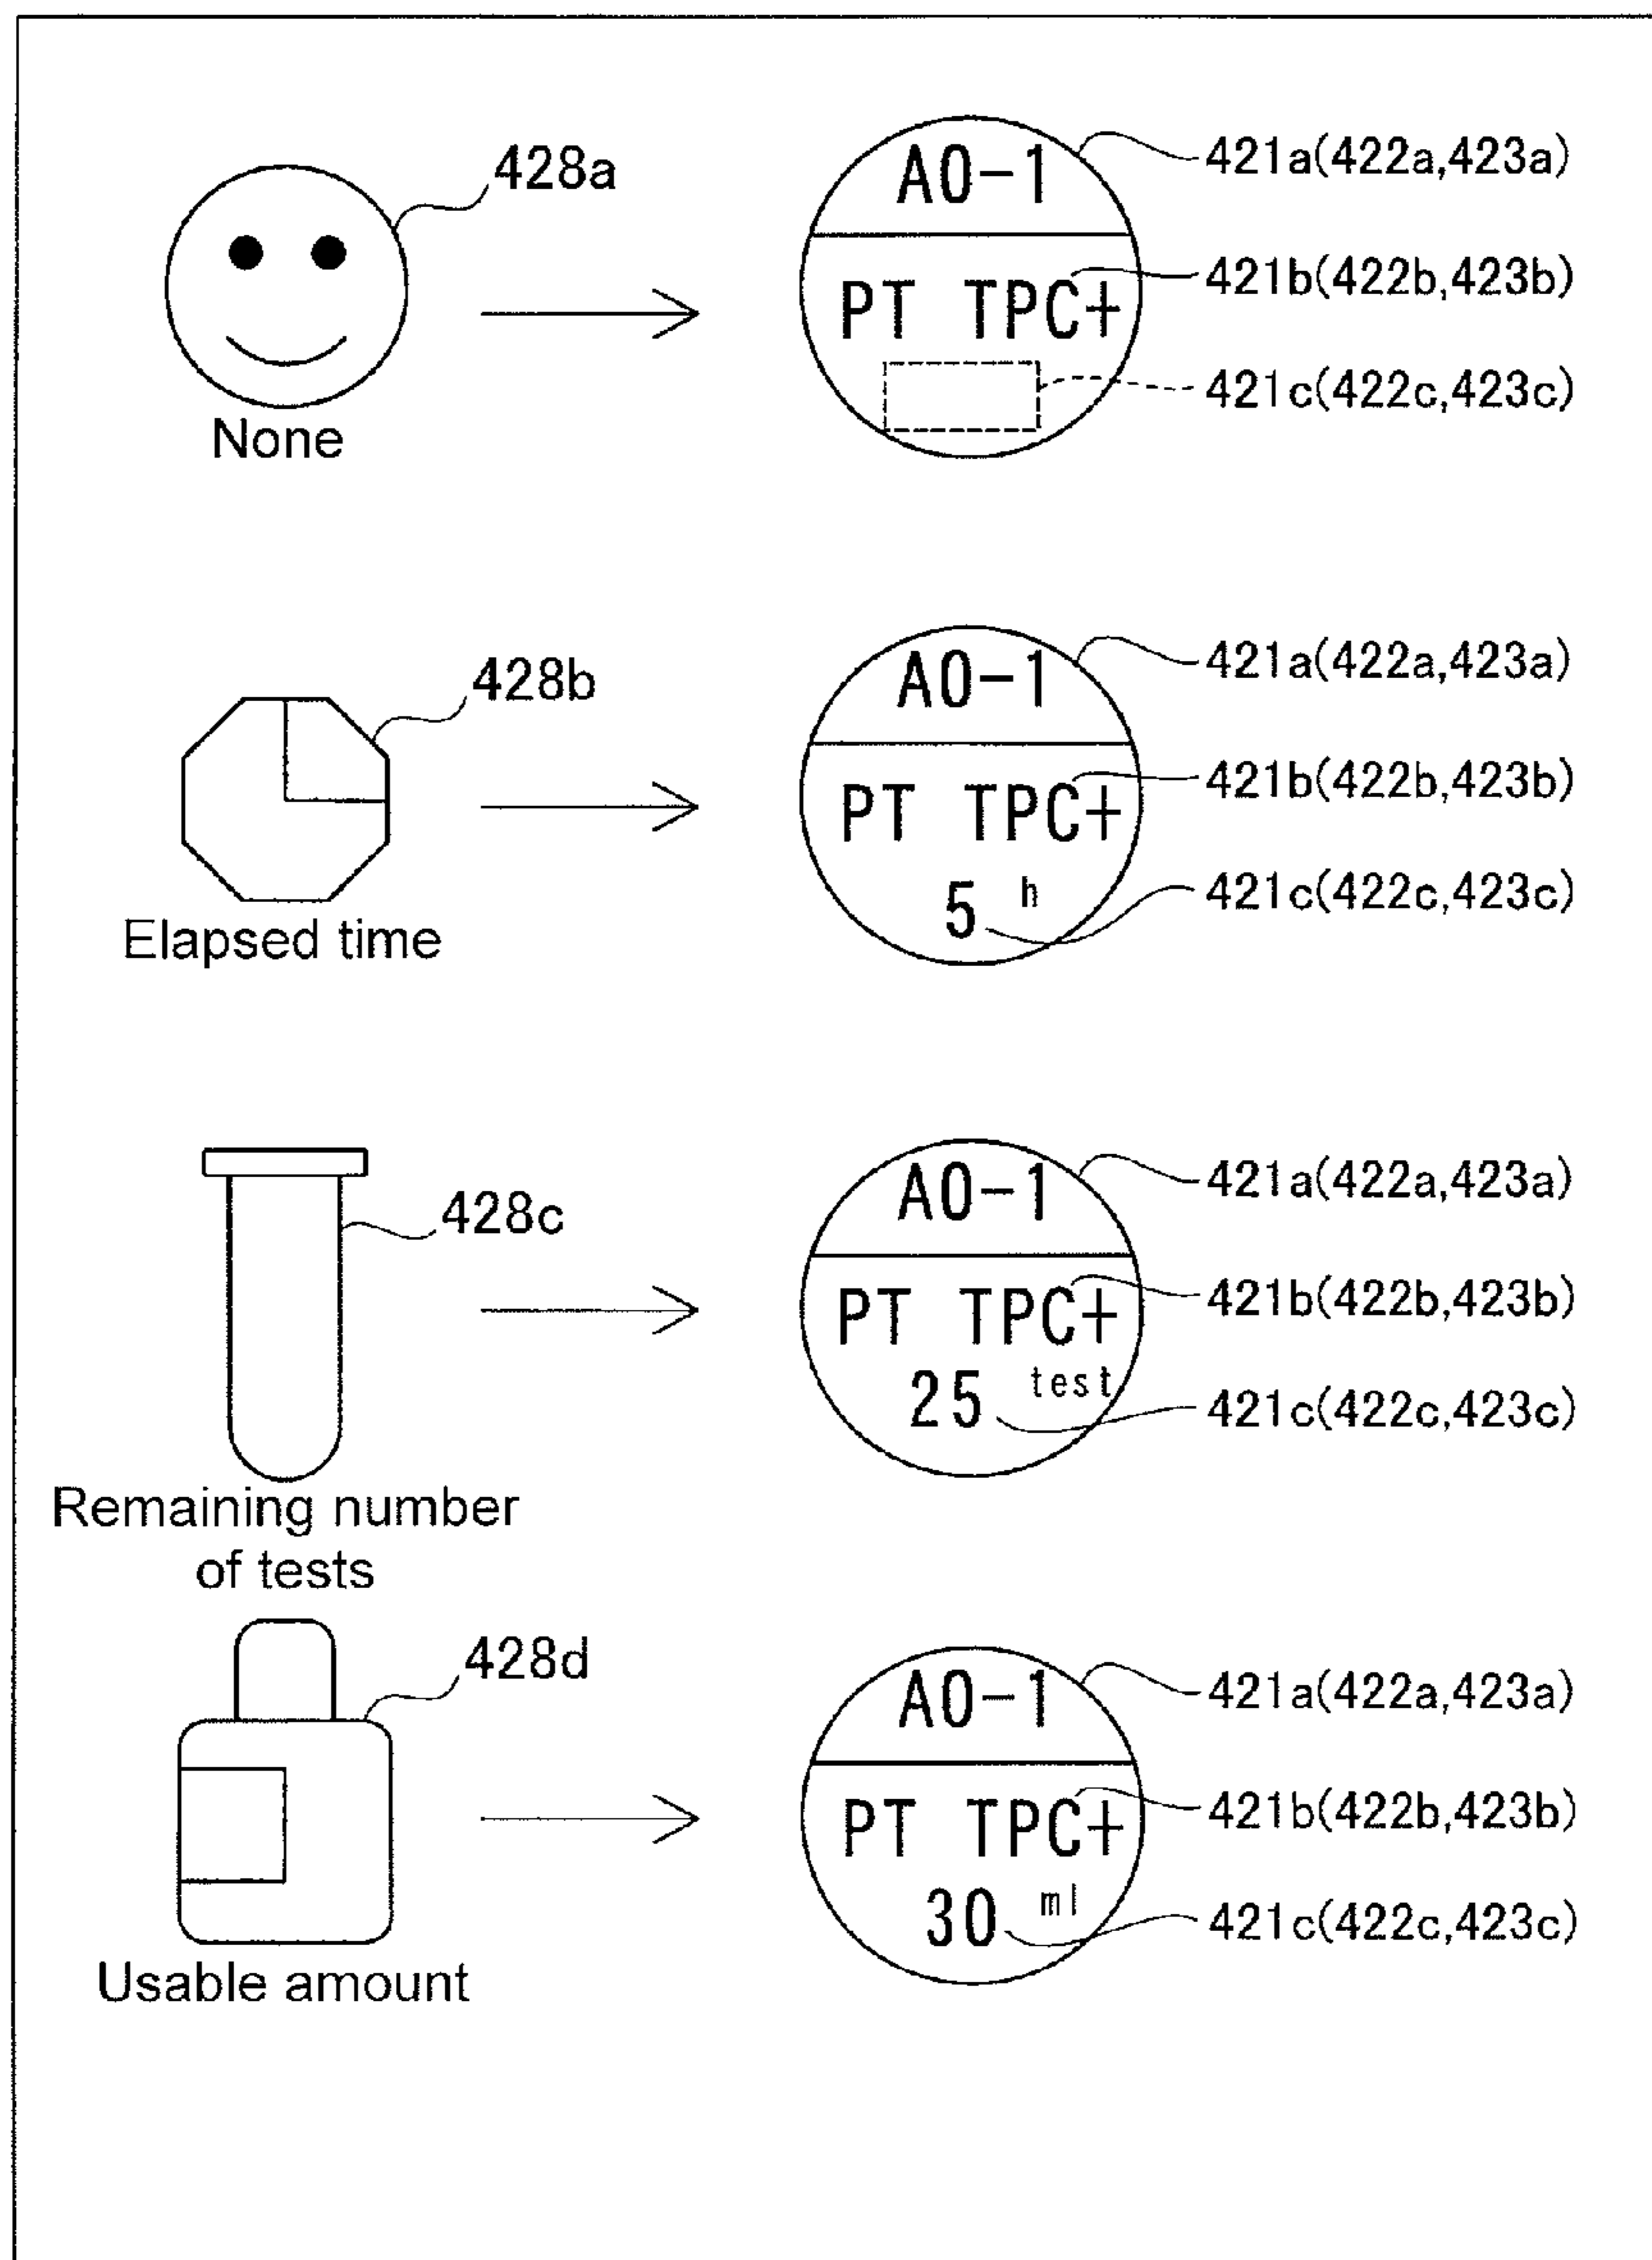 428a
None
A0-1
PT TPC+
421a(422a,423a)
421b(422b,423b)
421c(422c,423c)
428b
Elapsed time
A0-1
PT TPC+
5 h
421a(422a,423a)
421b(422b,423b)
421c(422c,423c)
428c
Remaining number
of tests
A0-1
PT TPC+
25 test
421a(422a,423a)
421b(422b,423b)
421c(422c,423c)
428d
Usable amount
A0-1
PT TPC+
30 ml
421a(422a,423a)
421b(422b,423b)
421c(422c,423c)